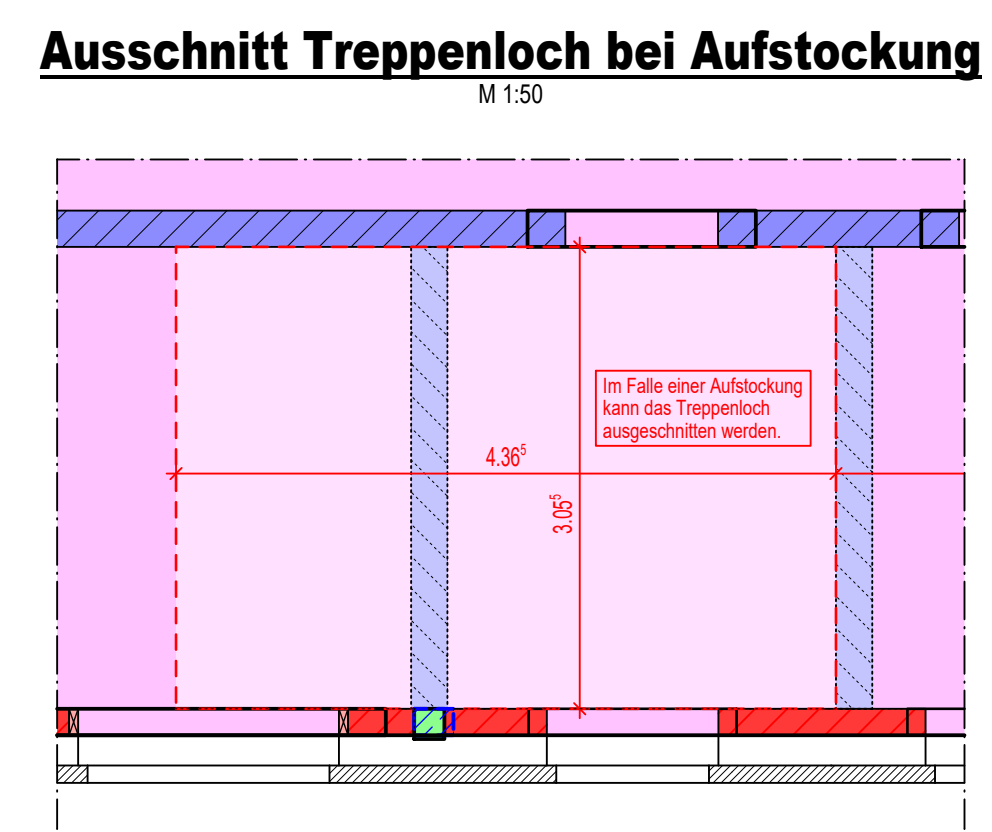 Ausschnitt Treppenloch bei Aufstockung
M 1:50
Im Falle einer Aufstockung
kann das Treppenloch
ausgeschnitten werden.
4.36⁵
3.05⁵